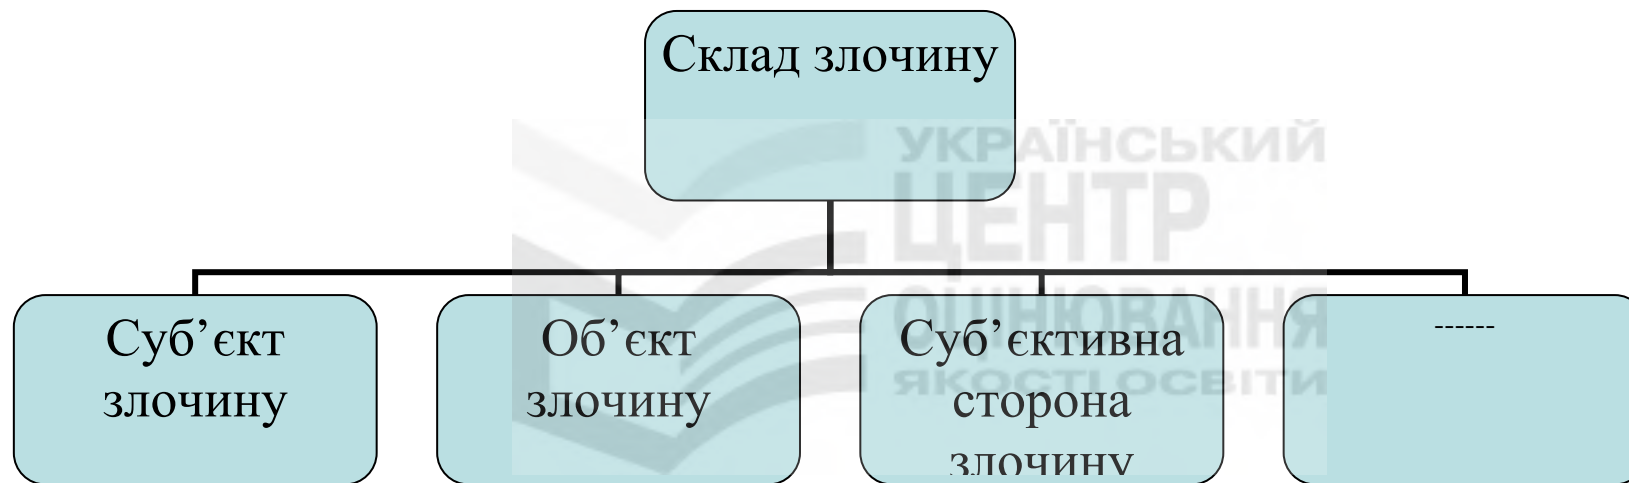 Склад злочину
УКРАЇНСЬКИЙ
ЦЕНТР
ОЦІНЮВАННЯ
ЯКОСТІ ОСВІТИ
Суб’єкт
злочину
Об’єкт
злочину
Суб’єктивна
сторона
злочину
------